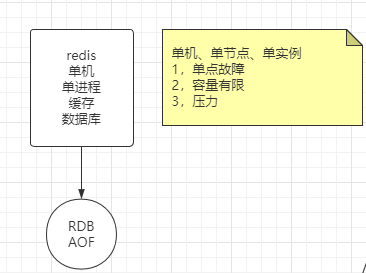 redis
单机
单进程
缓存
数据库
单机、单节点、单实例
1，单点故障
2，容量有限
3，压力
RDB
AOF